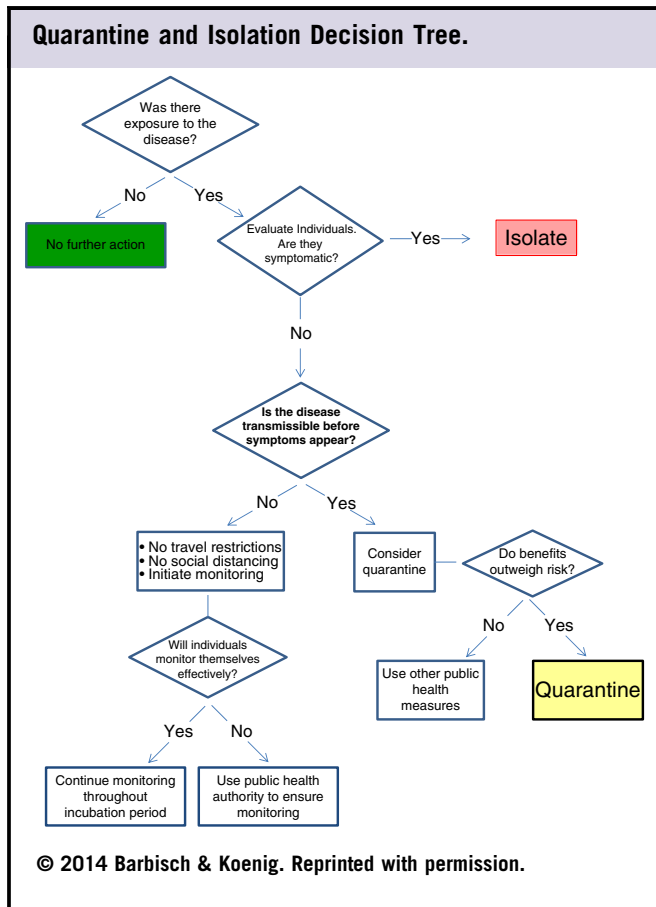 Quarantine and Isolation Decision Tree.
Was there
exposure to the
disease?
No
Yes
No further action
Evaluate Individuals.
Are they
symptomatic?
Yes
Isolate
No
Is the disease
transmissible before
symptoms appear?
No
Yes
• No travel restrictions
• No social distancing
• Initiate monitoring
Consider
quarantine
Do benefits
outweigh risk?
Will individuals
monitor themselves
effectively?
No
Yes
Use other public
health
measures
Quarantine
Yes
No
Continue monitoring
throughout
incubation period
Use public health
authority to ensure
monitoring
© 2014 Barbisch & Koenig. Reprinted with permission.